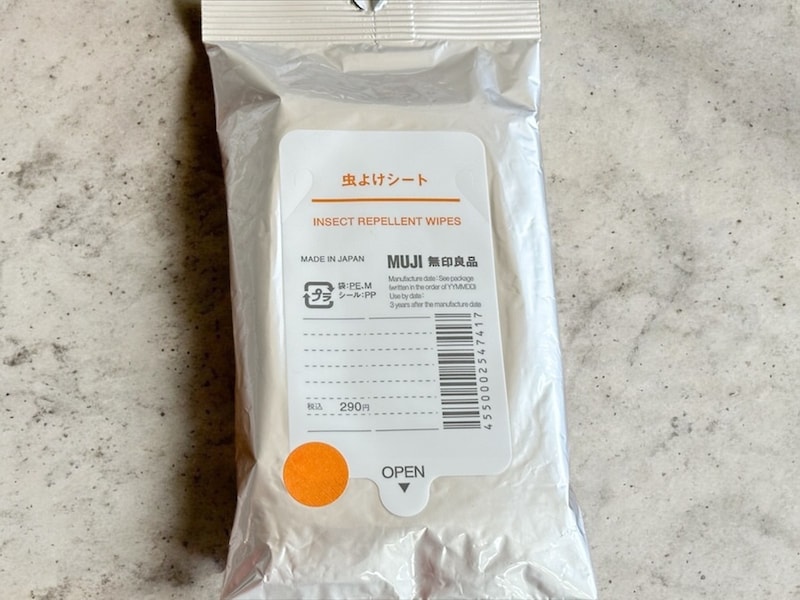 虫よけシート
INSECT REPELLENT WIPES
MADE IN JAPAN
MUJI 無印良品
Manufacture date : See package
(written in the order of YYMMDD)
Use by date :
3 years after the manufacture date
プラ
袋:PE,M
シール:PP
4550002547417
税込 290円
OPEN